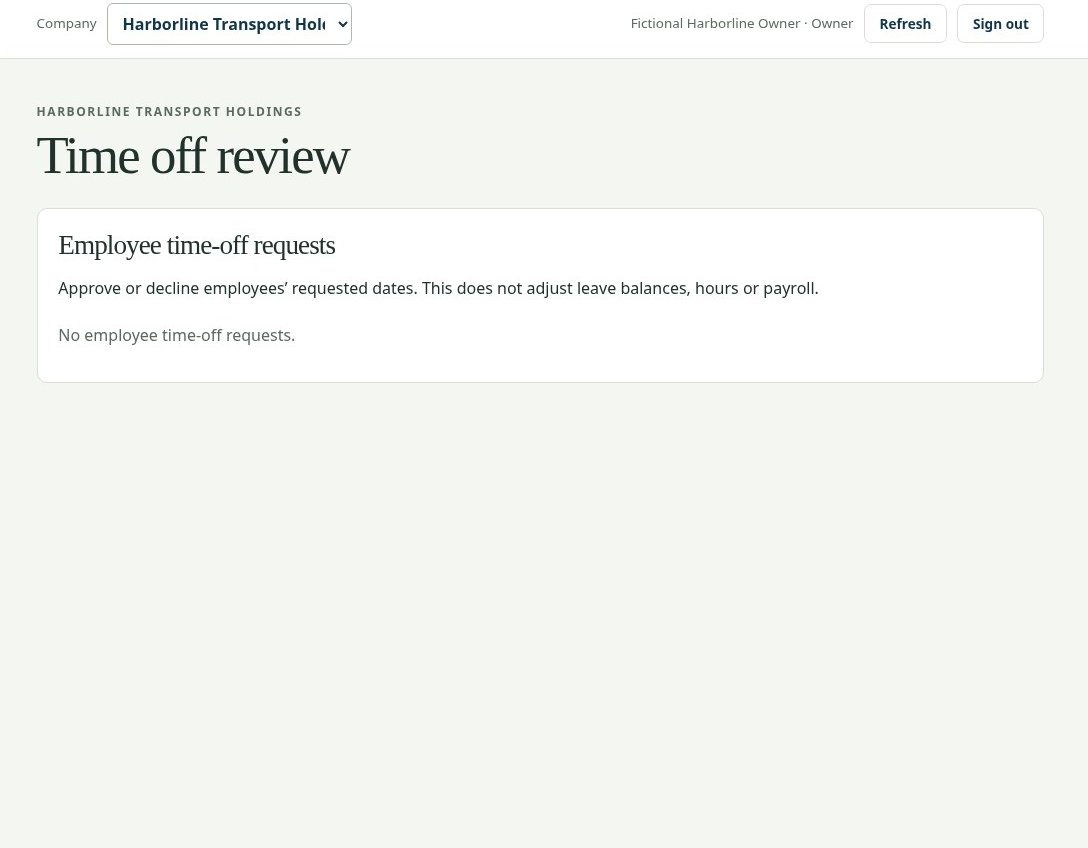 Company Harborline Transport Hol Fictional Harborline Owner · Owner Refresh Sign out
HARBORLINE TRANSPORT HOLDINGS
Time off review
Employee time-off requests
Approve or decline employees’ requested dates. This does not adjust leave balances, hours or payroll.
No employee time-off requests.